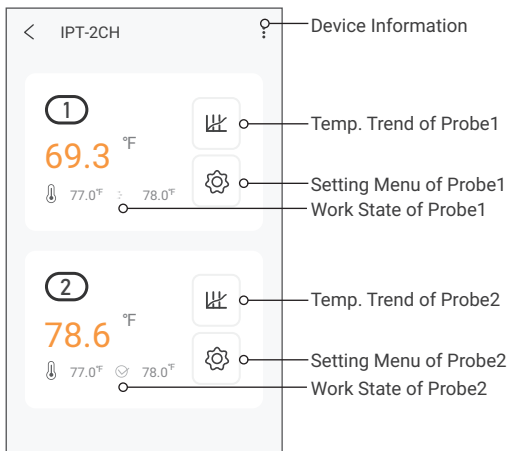 IPT-2CH
Device Information
1
69.3 °F
77.0°F 78.0°F
Temp. Trend of Probe1
Setting Menu of Probe1
Work State of Probe1
2
78.6 °F
77.0°F 78.0°F
Temp. Trend of Probe2
Setting Menu of Probe2
Work State of Probe2